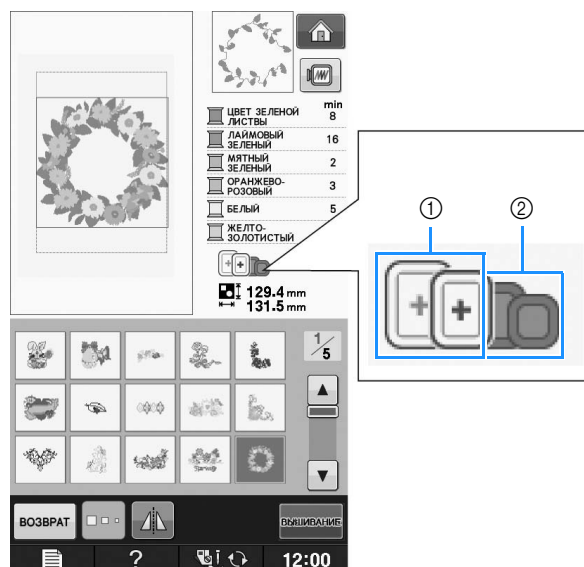 min
ЦВЕТ ЗЕЛЕНОЙ 8
ЛИСТВЫ
ЛАЙМОВЫЙ 16
ЗЕЛЕНЫЙ
МЯТНЫЙ 2
ЗЕЛЕНЫЙ
ОРАНЖЕВО- 3
РОЗОВЫЙ
БЕЛЫЙ 5
ЖЕЛТО-
ЗОЛОТИСТЫЙ
129.4 mm
131.5 mm
① ②
1/5
ВОЗВРАТ ВЫШИВАНИЕ
? 12:00